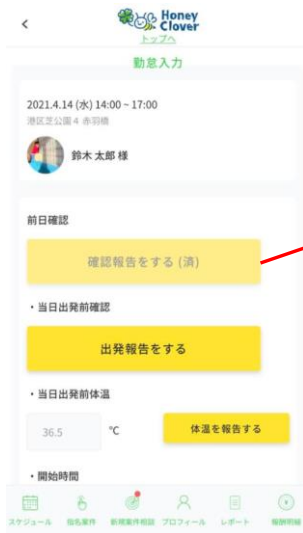 Honey
Clover
トップへ
勤怠入力
2021.4.14 (水) 14:00 ~ 17:00
港区芝公園 4 赤羽橋
鈴木 太郎 様
前日確認
確認報告をする (済)
・当日出発前確認
出発報告をする
・当日出発前体温
36.5
℃
体温を報告する
・開始時間
スケジュール
指名案件
新規案件相談
プロフィール
レポート
報酬明細